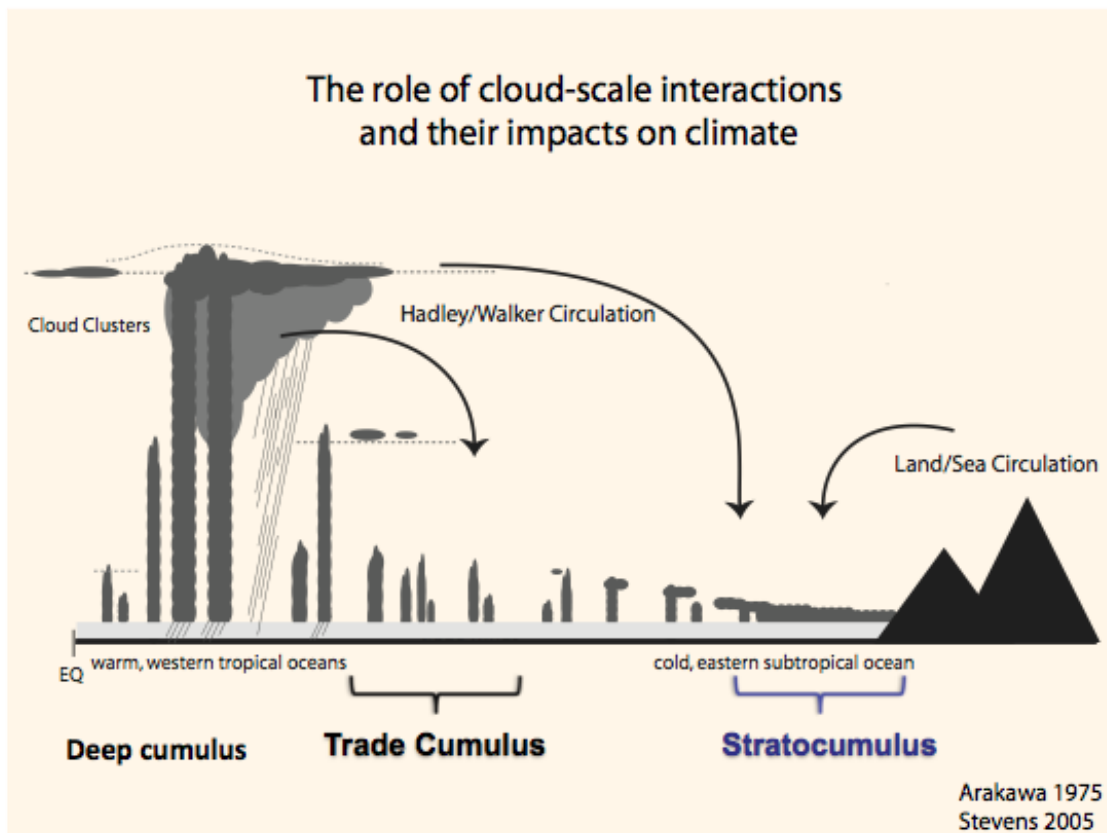 The role of cloud-scale interactions
and their impacts on climate
Cloud Clusters
Hadley/Walker Circulation
Land/Sea Circulation
EQ
warm, western tropical oceans
cold, eastern subtropical ocean
Deep cumulus
Trade Cumulus
Stratocumulus
Arakawa 1975
Stevens 2005